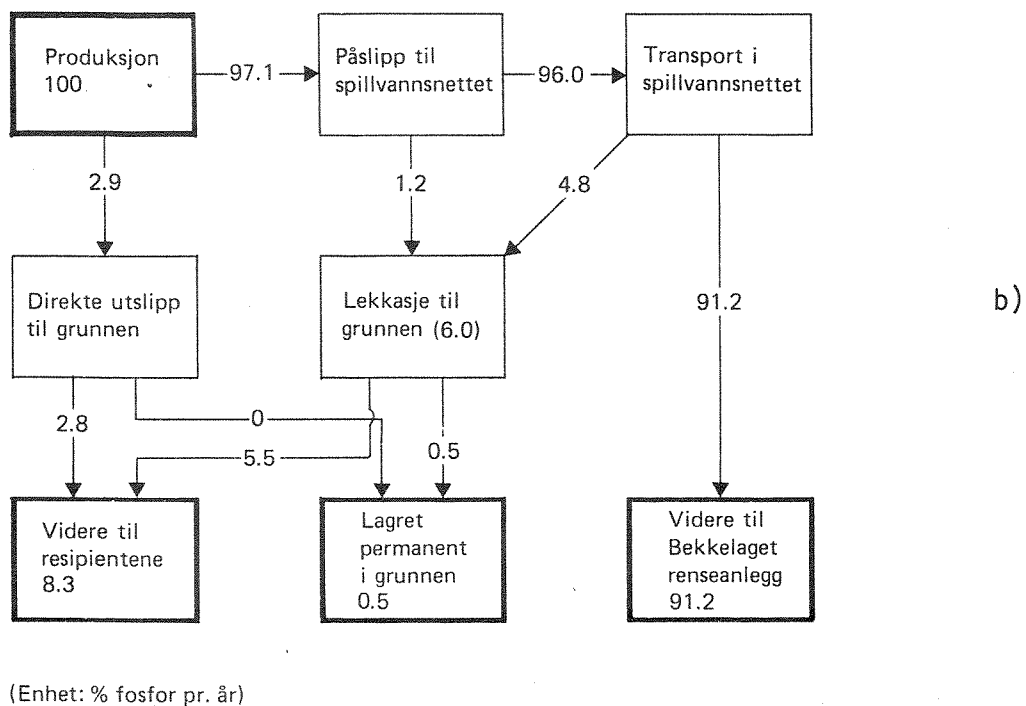 Produksjon
100
97.1
Påslipp til
spillvannsnettet
96.0
Transport i
spillvannsnettet
2.9
1.2
4.8
Direkte utslipp
til grunnen
Lekkasje til
grunnen (6.0)
91.2
b)
2.8
0
5.5
0.5
Videre til
resipientene
8.3
Lagret
permanent
i grunnen
0.5
Videre til
Bekkelaget
renseanlegg
91.2
(Enhet: % fosfor pr. år)